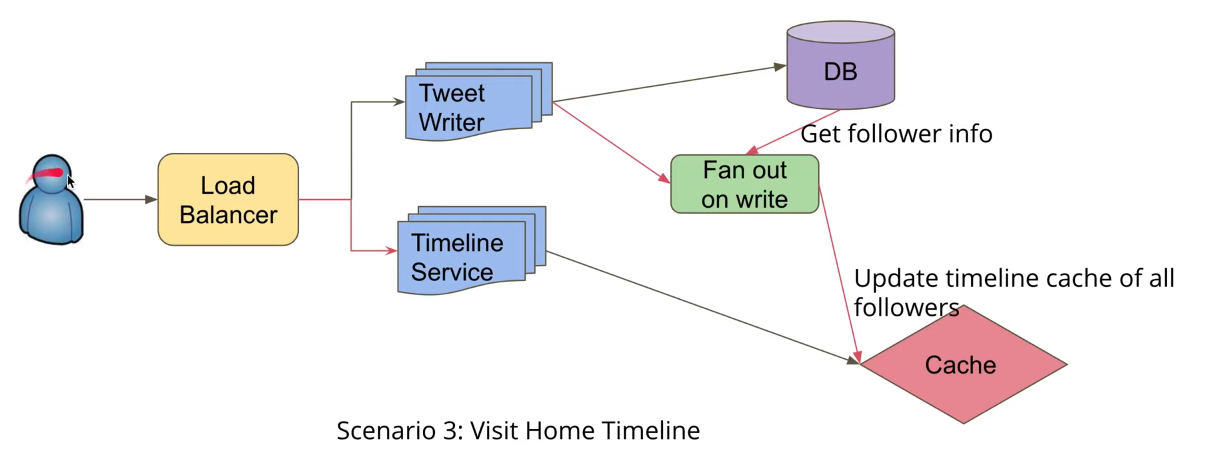 Tweet
Writer
DB
Get follower info
Fan out
on write
Load
Balancer
Timeline
Service
Update timeline cache of all
followers
Cache
Scenario 3: Visit Home Timeline